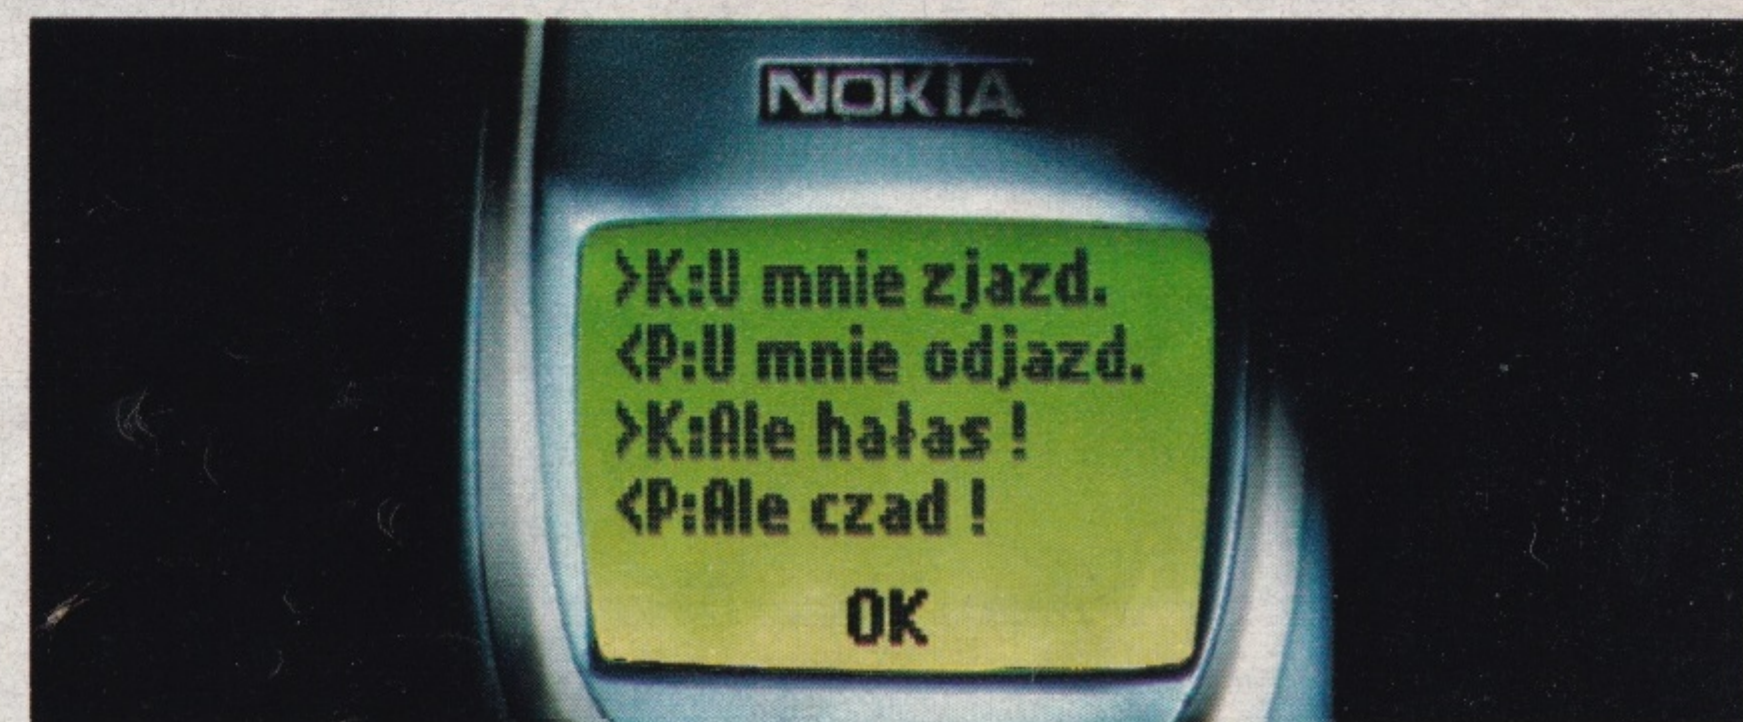 NOKIA
>K:U mnie zjazd.
<P:U mnie odjazd.
>K:Ale hałas !
<P:Ale czad !
OK